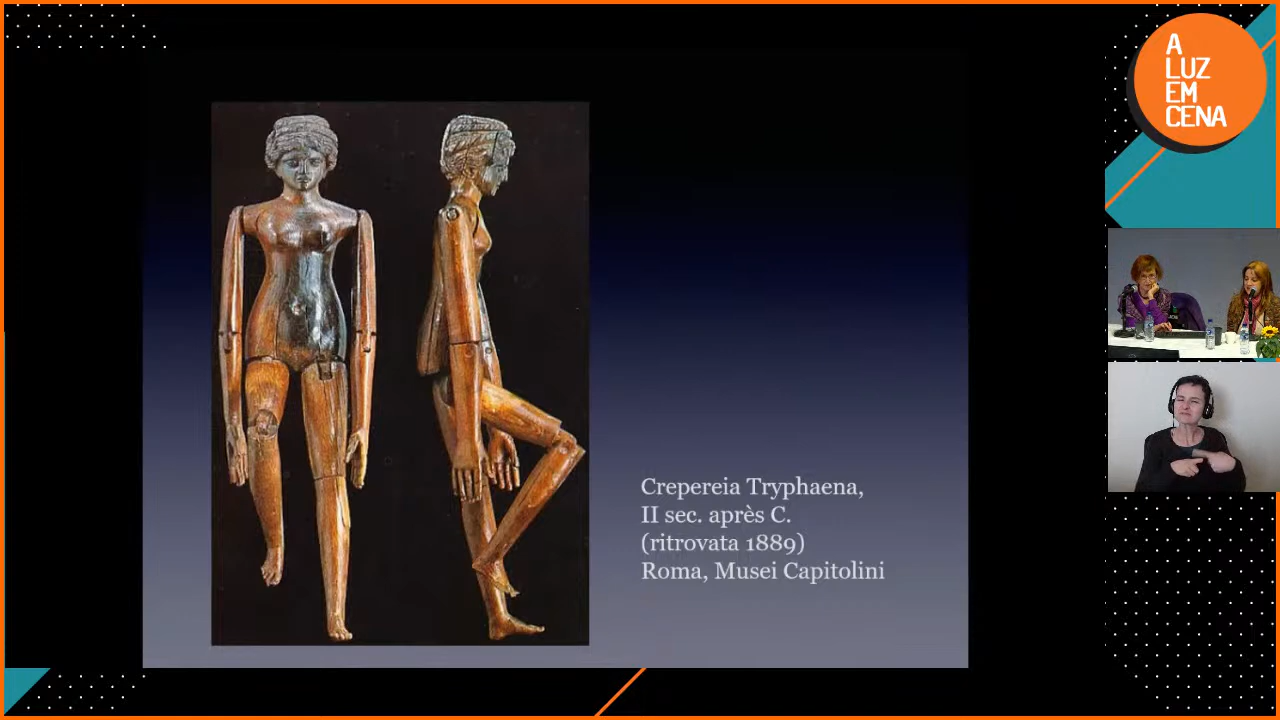 A
LUZ
EM
CENA
Crepereia Tryphaena,
II sec. après C.
(ritrovata 1889)
Roma, Musei Capitolini